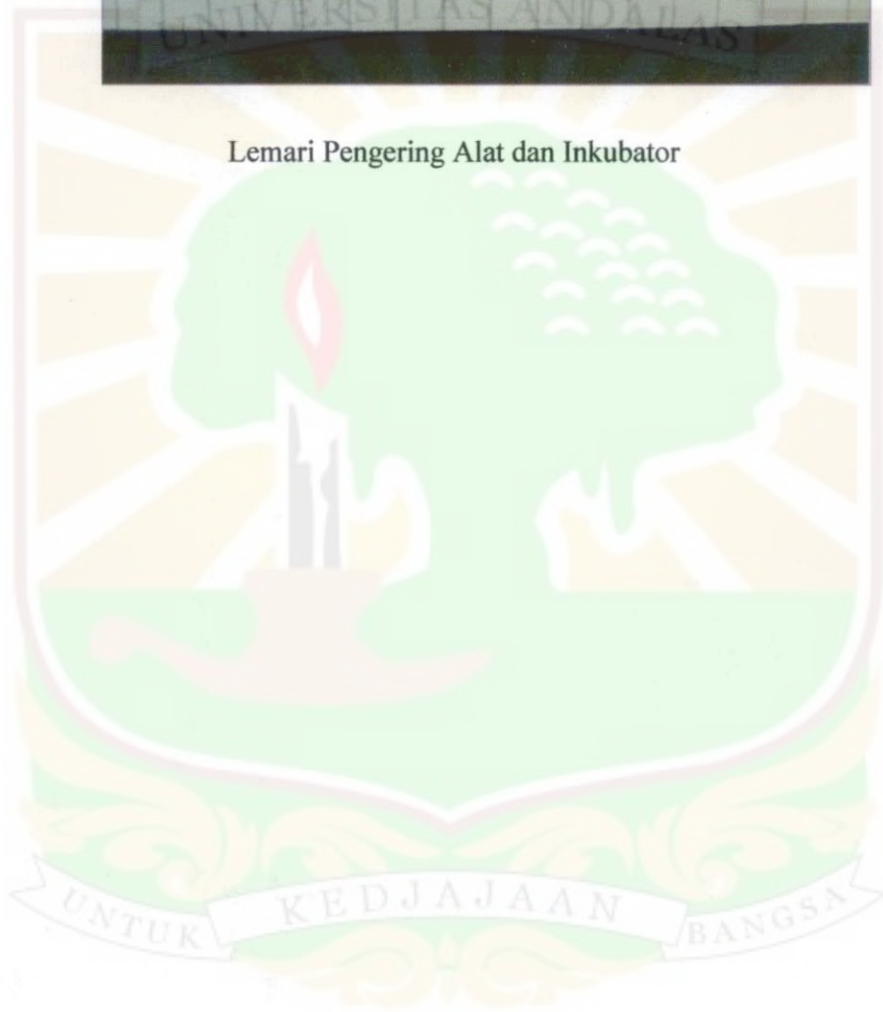 UNIVERSITAS ANDALAS
Lemari Pengering Alat dan Inkubator
UNTUK KEDJAJAAN BANGSA